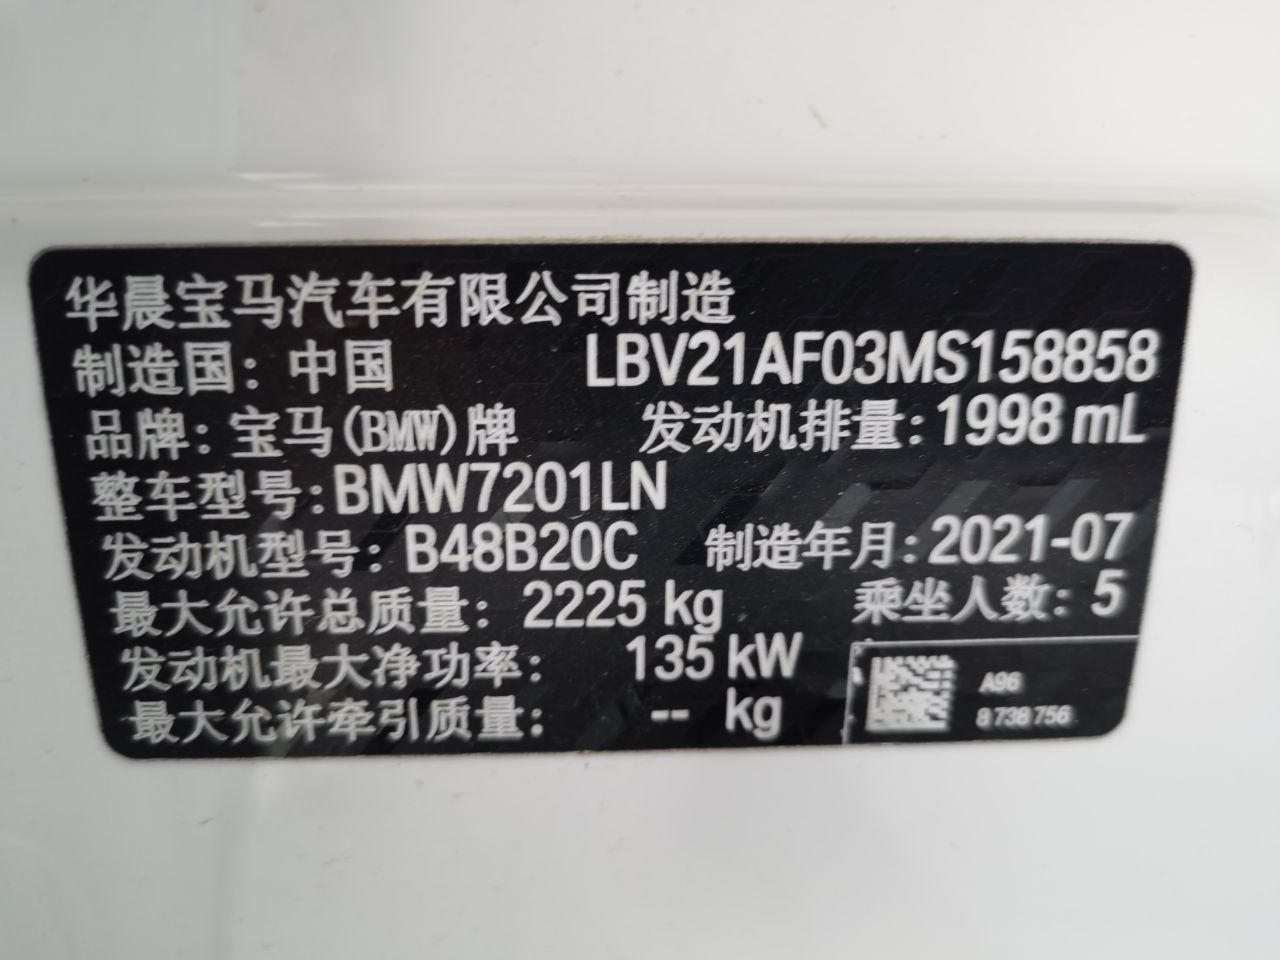 华晨宝马汽车有限公司制造
制造国：中国 LBV21AF03MS158858
品牌：宝马(BMW)牌 发动机排量：1998 mL
整车型号：BMW7201LN
发动机型号：B48B20C 制造年月：2021-07
最大允许总质量：2225 kg 乘坐人数：5
发动机最大净功率：135 kW
最大允许牵引质量：-- kg
A96
8 738 756